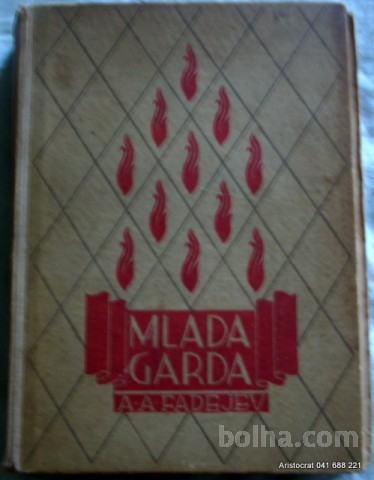 MLADA
GARDA
A·A FADEJEV
bolha.com
Aristocrat 041 688 221